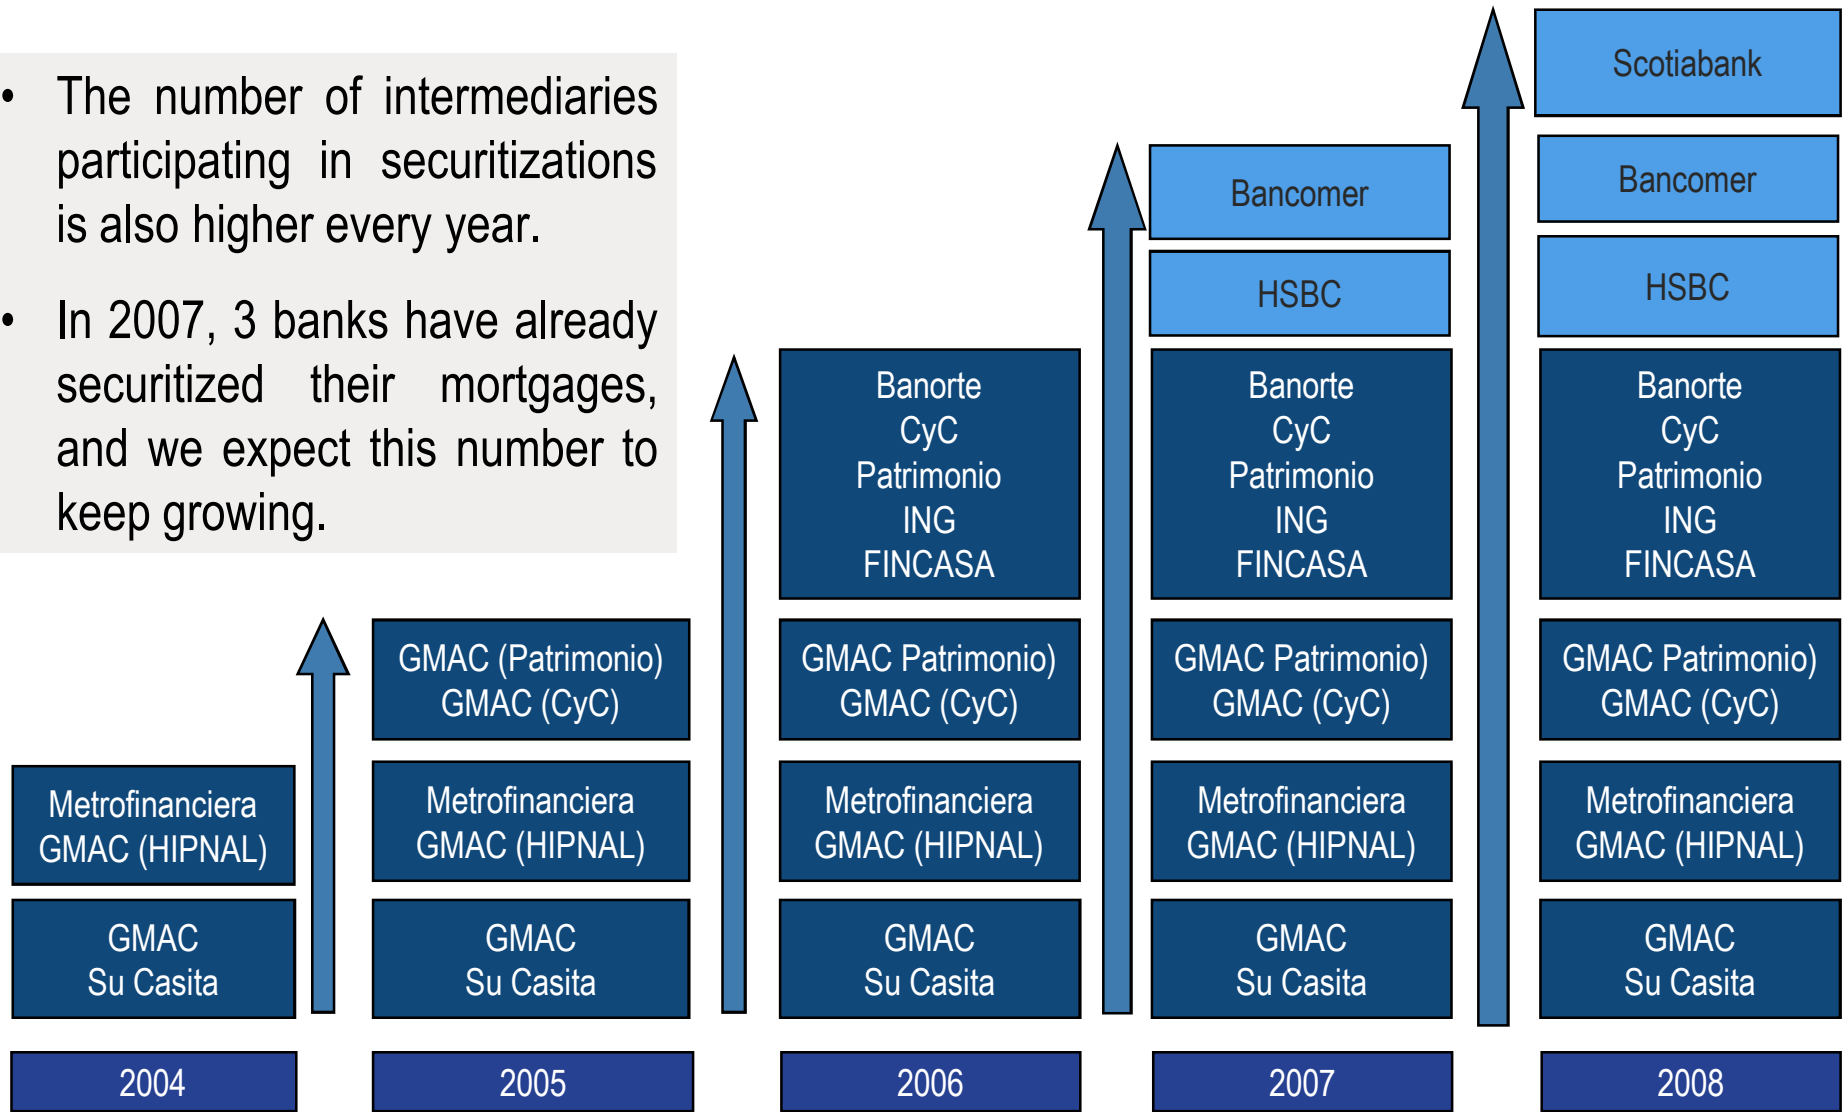 • The number of intermediaries
participating in securitizations
is also higher every year.
• In 2007, 3 banks have already
securitized their mortgages,
and we expect this number to
keep growing.
Metrofinanciera
GMAC (HIPNAL)
GMAC
Su Casita
2004
GMAC (Patrimonio)
GMAC (CyC)
Metrofinanciera
GMAC (HIPNAL)
GMAC
Su Casita
2005
Banorte
CyC
Patrimonio
ING
FINCASA
GMAC Patrimonio)
GMAC (CyC)
Metrofinanciera
GMAC (HIPNAL)
GMAC
Su Casita
2006
Bancomer
HSBC
Banorte
CyC
Patrimonio
ING
FINCASA
GMAC Patrimonio)
GMAC (CyC)
Metrofinanciera
GMAC (HIPNAL)
GMAC
Su Casita
2007
Scotiabank
Bancomer
HSBC
Banorte
CyC
Patrimonio
ING
FINCASA
GMAC Patrimonio)
GMAC (CyC)
Metrofinanciera
GMAC (HIPNAL)
GMAC
Su Casita
2008